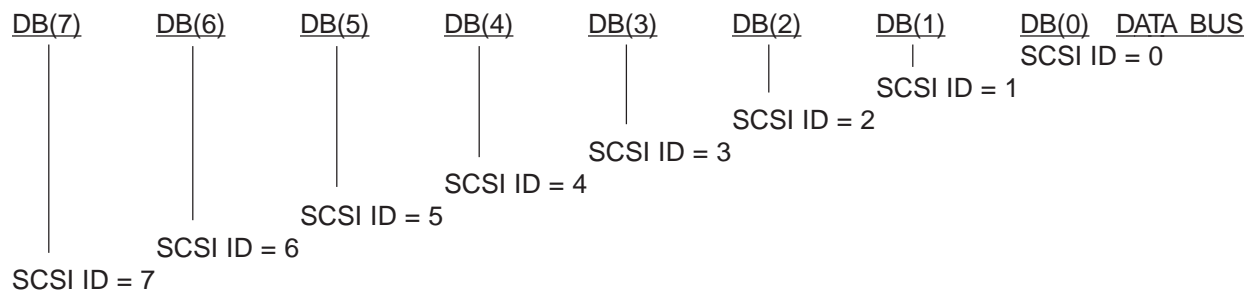 DB(7) DB(6) DB(5) DB(4) DB(3) DB(2) DB(1) DB(0) DATA BUS
SCSI ID = 0
SCSI ID = 1
SCSI ID = 2
SCSI ID = 3
SCSI ID = 4
SCSI ID = 5
SCSI ID = 6
SCSI ID = 7